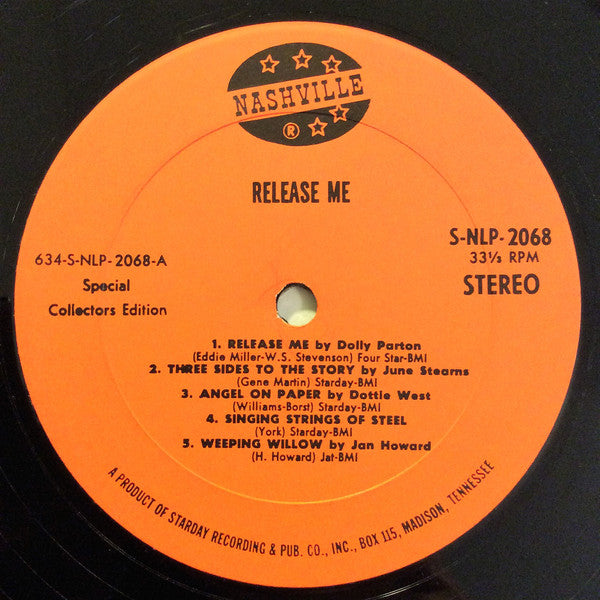 NASHVILLE
®
RELEASE ME
S-NLP-2068
33⅓ RPM
STEREO
634-S-NLP-2068-A
Special
Collectors Edition
1. RELEASE ME by Dolly Parton
(Eddie Miller-W.S. Stevenson) Four Star-BMI
2. THREE SIDES TO THE STORY by June Stearns
(Gene Martin) Starday-BMI
3. ANGEL ON PAPER by Dottie West
(Williams-Borst) Starday-BMI
4. SINGING STRINGS OF STEEL
(York) Starday-BMI
5. WEEPING WILLOW by Jan Howard
(H. Howard) Jat-BMI
A PRODUCT OF STARDAY RECORDING & PUB. CO., INC., BOX 115, MADISON, TENNESSEE